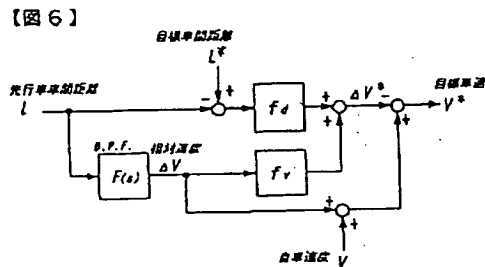 【図6】
目標車間距離
L*
先行車車間距離
L
fd
ΔV*
目標車速
V*
B.P.F.
F(s)
相対速度
ΔV
fv
自車速度 V